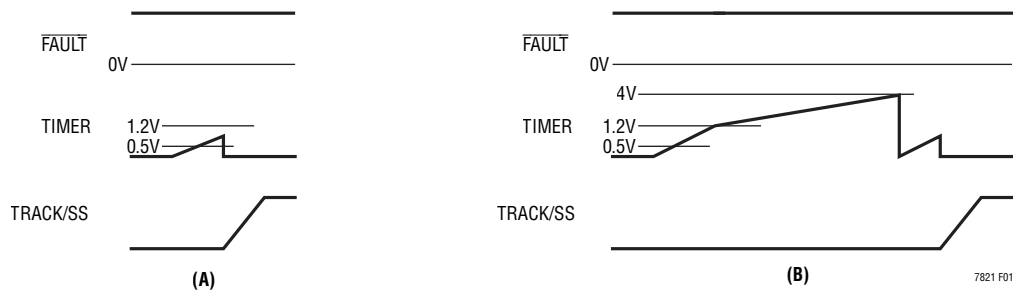 FAULT
0V
TIMER
1.2V
0.5V
TRACK/SS
(A)
FAULT
0V
4V
TIMER
1.2V
0.5V
TRACK/SS
(B)
7821 F01